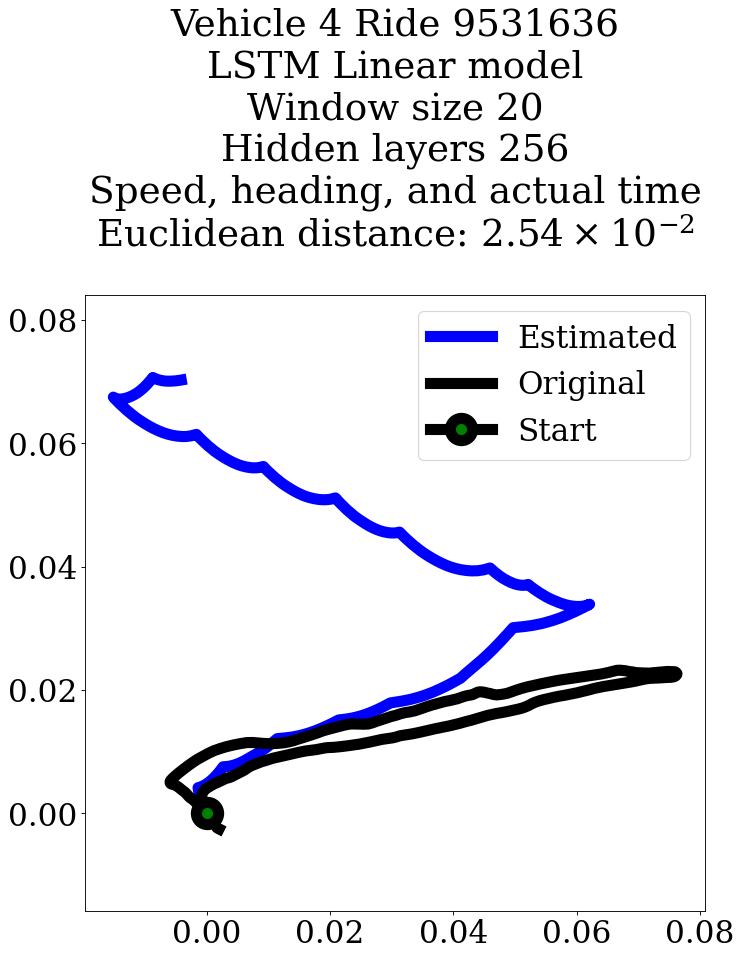 Vehicle 4 Ride 9531636
LSTM Linear model
Window size 20
Hidden layers 256
Speed, heading, and actual time
Euclidean distance: 2.54 × 10⁻²
Estimated
Original
Start
0.08
0.06
0.04
0.02
0.00
0.00 0.02 0.04 0.06 0.08